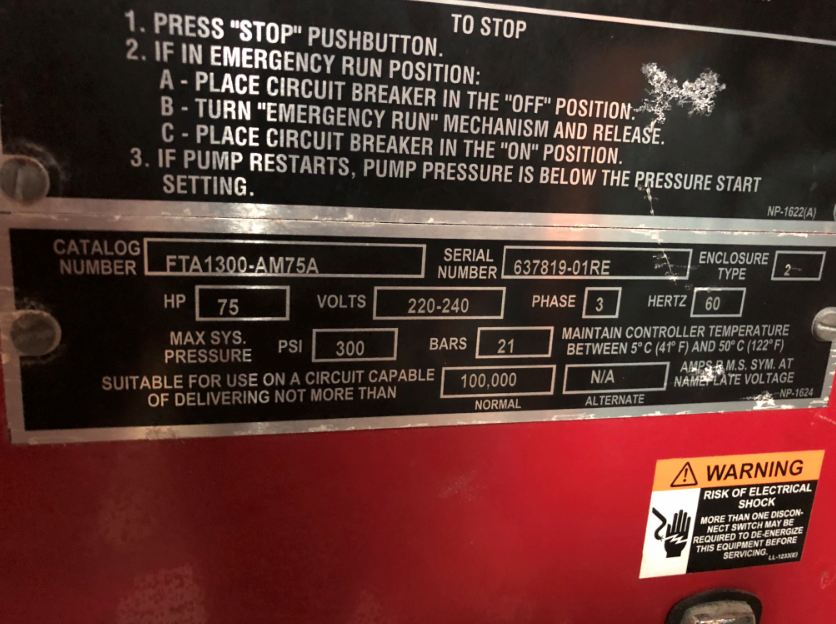 TO STOP
1. PRESS "STOP" PUSHBUTTON.
2. IF IN EMERGENCY RUN POSITION:
A - PLACE CIRCUIT BREAKER IN THE "OFF" POSITION.
B - TURN "EMERGENCY RUN" MECHANISM AND RELEASE.
C - PLACE CIRCUIT BREAKER IN THE "ON" POSITION.
3. IF PUMP RESTARTS, PUMP PRESSURE IS BELOW THE PRESSURE START
SETTING.
NP-1622(A)
CATALOG
NUMBER
FTA1300-AM75A
SERIAL
NUMBER
637819-01RE
ENCLOSURE
TYPE
2
HP 75 VOLTS 220-240 PHASE 3 HERTZ 60
MAX SYS.
PRESSURE
PSI 300 BARS 21
MAINTAIN CONTROLLER TEMPERATURE
BETWEEN 5°C (41°F) AND 50°C (122°F)
SUITABLE FOR USE ON A CIRCUIT CAPABLE
OF DELIVERING NOT MORE THAN
100,000
NORMAL
N/A
ALTERNATE
AMPS R.M.S. SYM. AT
NAMEPLATE VOLTAGE
NP-1624
WARNING
RISK OF ELECTRICAL
SHOCK
MORE THAN ONE DISCON-
NECT SWITCH MAY BE
REQUIRED TO DE-ENERGIZE
THIS EQUIPMENT BEFORE
SERVICING.
LL-1233(E)